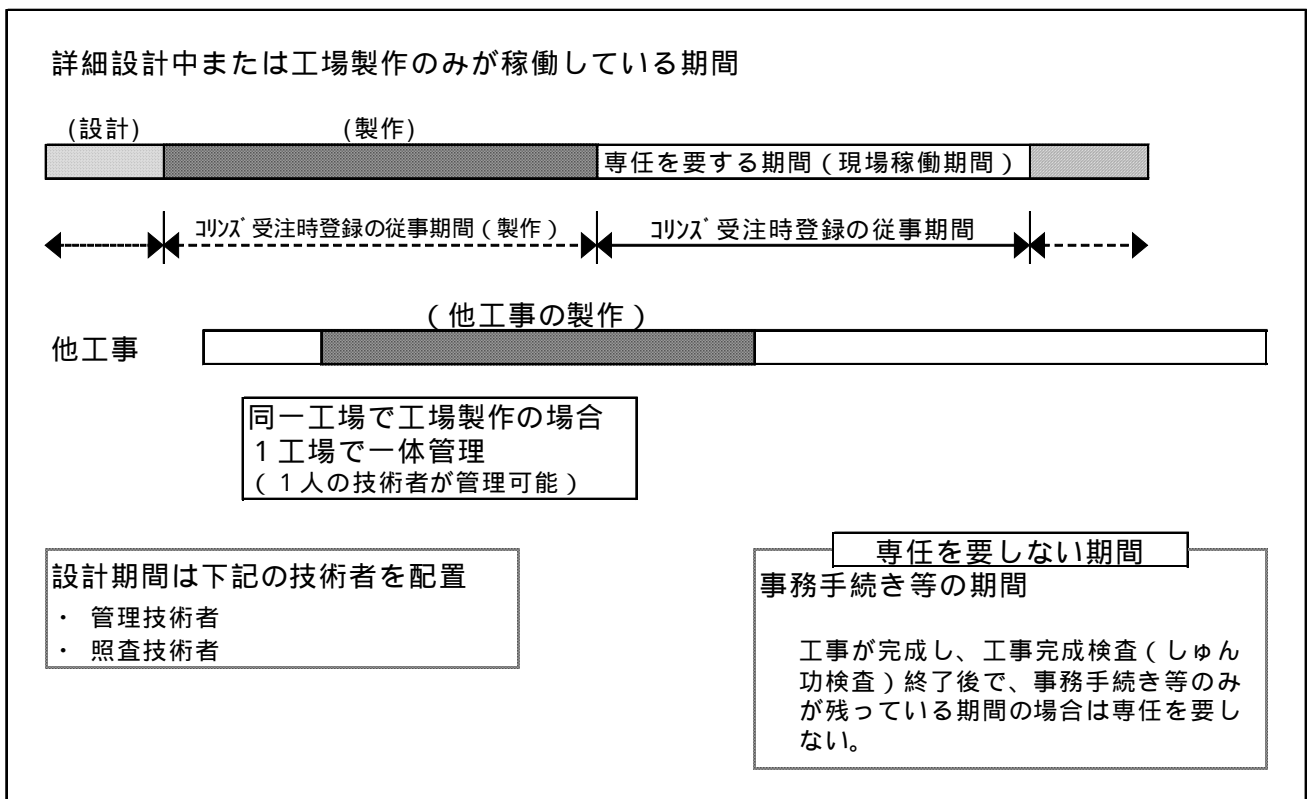 詳細設計中または工場製作のみが稼働している期間
(設計)
(製作)
専任を要する期間(現場稼働期間)
ｺﾘﾝｽﾞ受注時登録の従事期間(製作)
ｺﾘﾝｽﾞ受注時登録の従事期間
(他工事の製作)
他工事
同一工場で工場製作の場合
１工場で一体管理
(１人の技術者が管理可能)
設計期間は下記の技術者を配置
・ 管理技術者
・ 照査技術者
専任を要しない期間
事務手続き等の期間
工事が完成し、工事完成検査(しゅん
功検査)終了後で、事務手続き等のみ
が残っている期間の場合は専任を要し
ない。